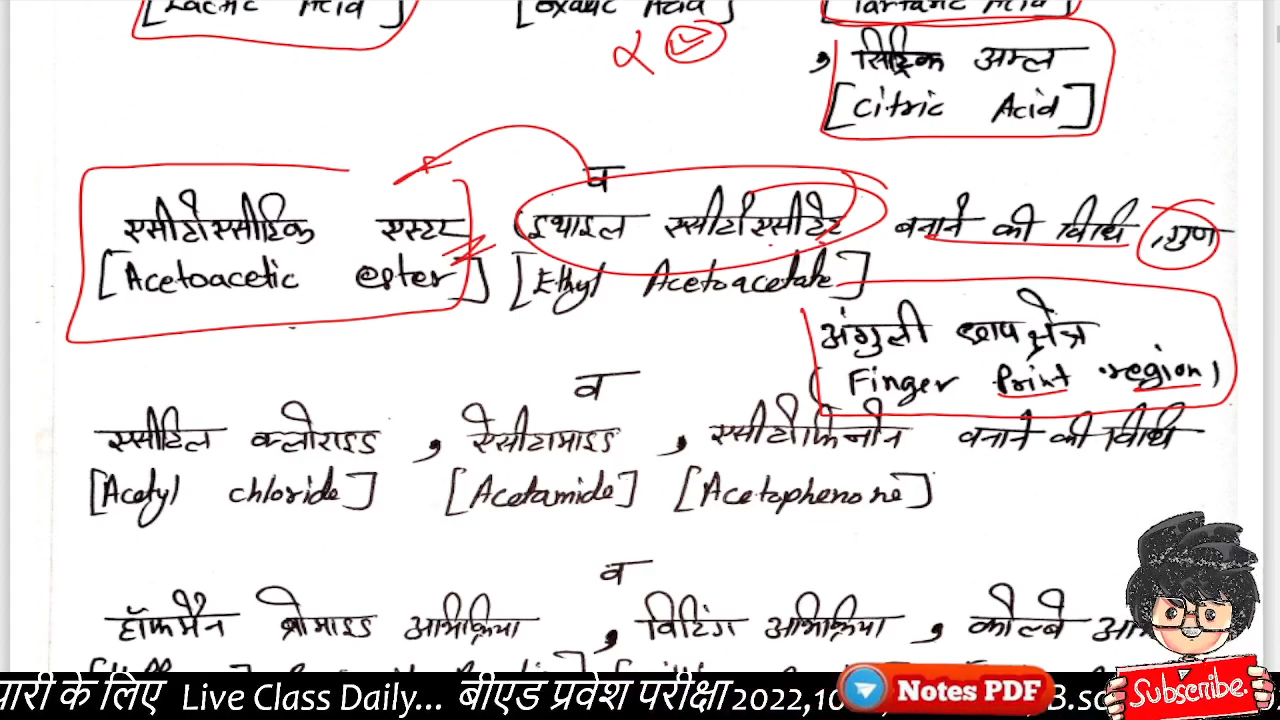 [Lactic Acid] [Oxalic Acid] [Tartaric Acid]
, सिट्रिक अम्ल
[Citric Acid]
व
एसीटोएसीटिक एस्टर इथाइल एसीटोएसीटेट बनाने की विधि , गुण
[Acetoacetic ester] [Ethyl Acetoacetate]
अंगुली छाप क्षेत्र
(Finger Print region)
व
एसीटिल क्लोराइड , ऐसीटामाइड , एसीटोफिनोन बनाने की विधि
[Acetyl chloride] [Acetamide] [Acetophenone]
व
हॉफमैन ब्रोमाइड अभिक्रिया , विटिंग अभिक्रिया , कोल्बे
यारी के लिए Live Class Daily... बीएड प्रवेश परीक्षा 2022,10
Notes PDF
Subscribe.